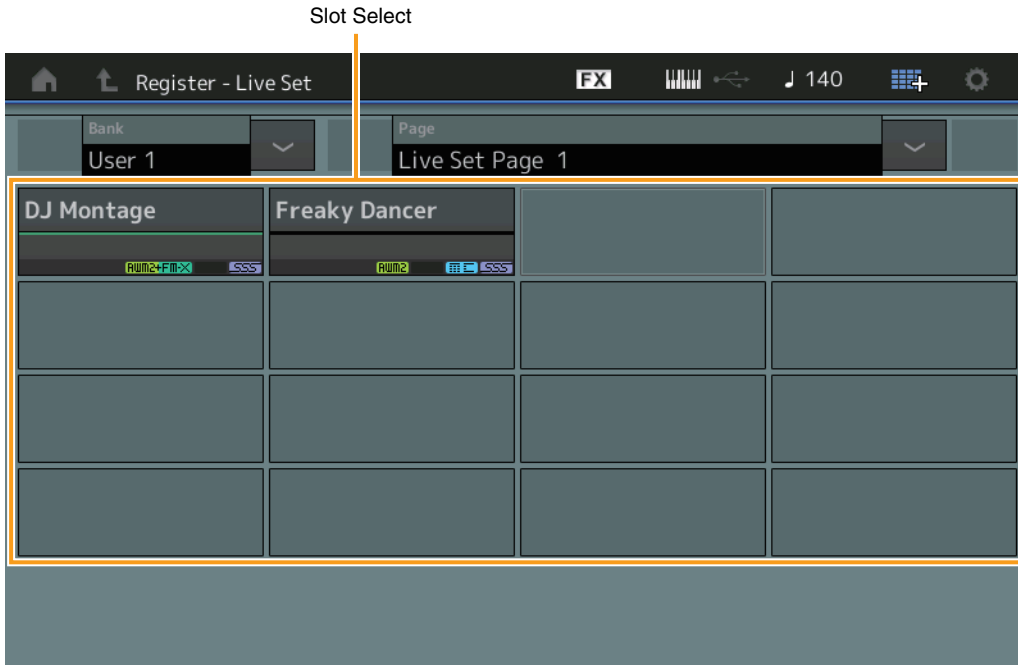 Slot Select
Register - Live Set FX ♩ 140
Bank Page
User 1 Live Set Page 1
DJ Montage Freaky Dancer
AWM2+FM-X SSS AWM2 SSS